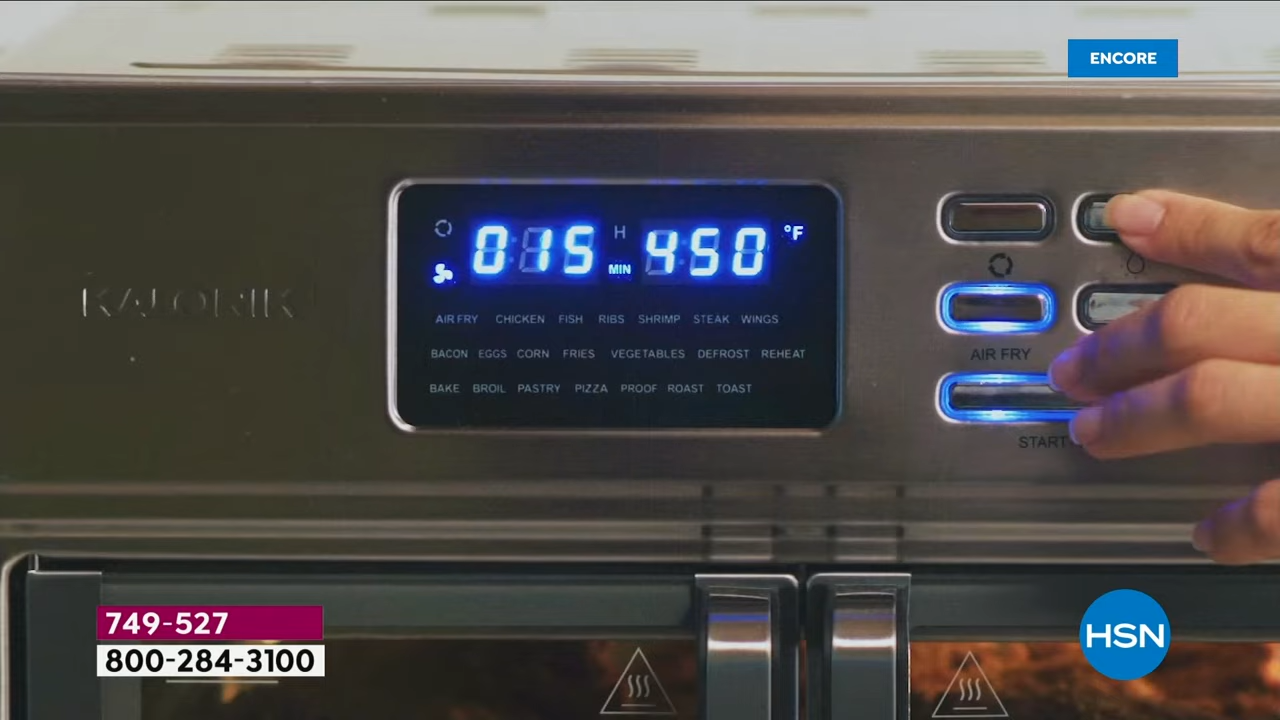 ENCORE
KALORIK
015 H MIN 450 °F
AIR FRY CHICKEN FISH RIBS SHRIMP STEAK WINGS
BACON EGGS CORN FRIES VEGETABLES DEFROST REHEAT
BAKE BROIL PASTRY PIZZA PROOF ROAST TOAST
AIR FRY
START
749-527
800-284-3100
HSN